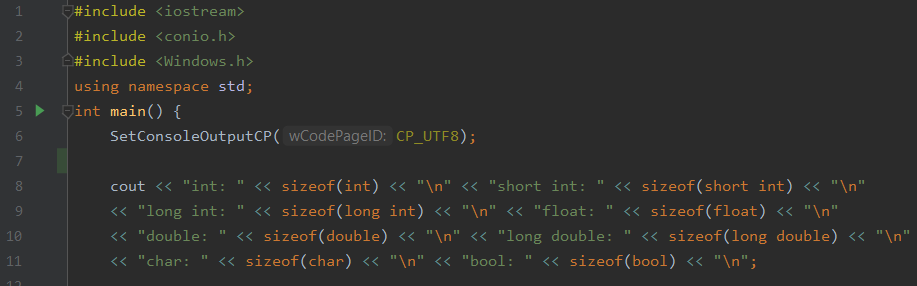 1 #include <iostream>
2 #include <conio.h>
3 #include <Windows.h>
4 using namespace std;
5 int main() {
6 SetConsoleOutputCP( wCodePageID: CP_UTF8);
7
8 cout << "int: " << sizeof(int) << "\n" << "short int: " << sizeof(short int) << "\n"
9 << "long int: " << sizeof(long int) << "\n" << "float: " << sizeof(float) << "\n"
10 << "double: " << sizeof(double) << "\n" << "long double: " << sizeof(long double) << "\n"
11 << "char: " << sizeof(char) << "\n" << "bool: " << sizeof(bool) << "\n";